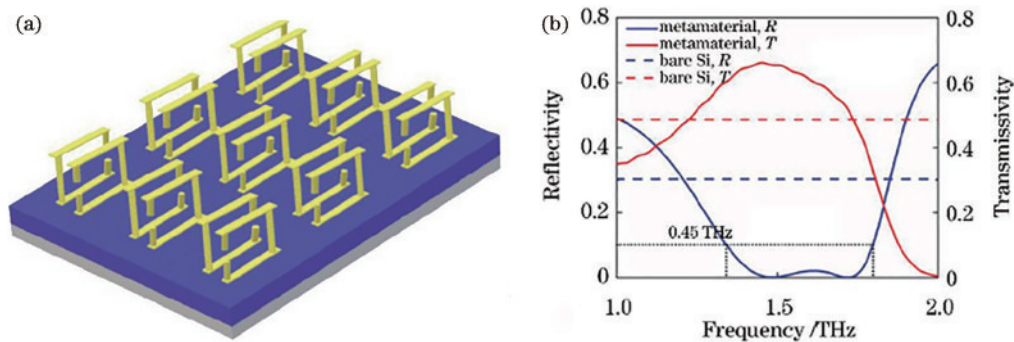 (a)
(b)
0.8
0.6
0.4
0.2
0
Reflectivity
metamaterial, R
metamaterial, T
bare Si, R
bare Si, T
0.45 THz
0.8
0.6
0.4
0.2
0
Transmissivity
1.0
1.5
2.0
Frequency /THz